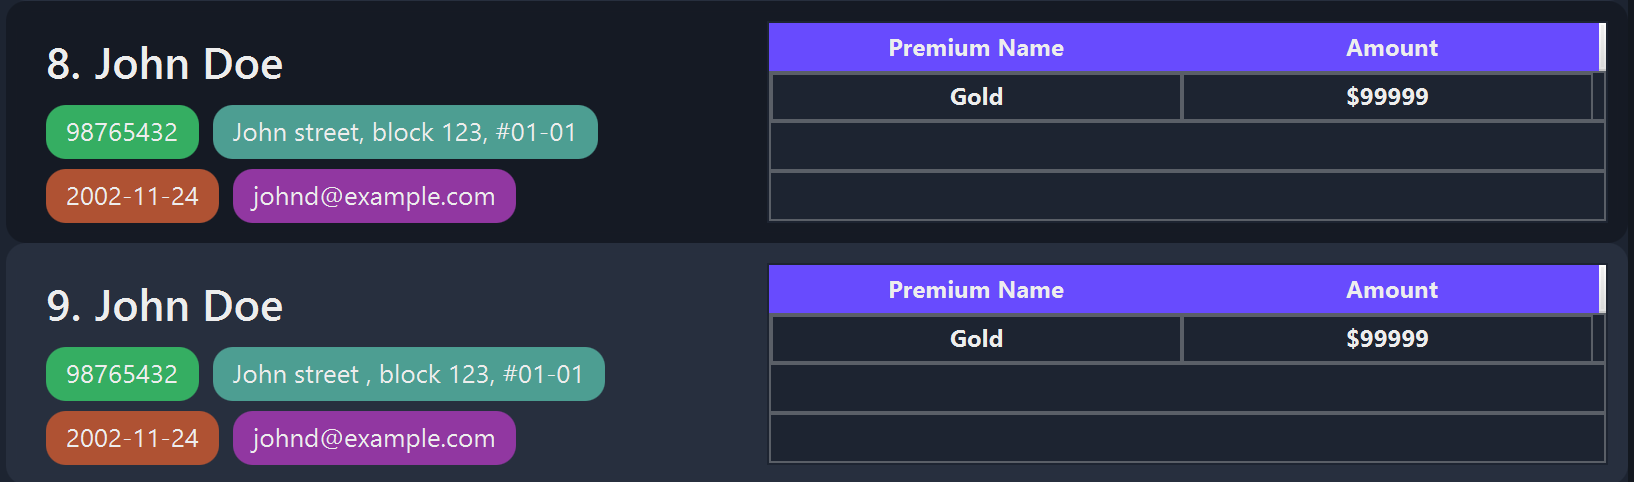 8. John Doe
98765432 John street, block 123, #01-01
2002-11-24 johnd@example.com
Premium Name Amount
Gold $99999
9. John Doe
98765432 John street , block 123, #01-01
2002-11-24 johnd@example.com
Premium Name Amount
Gold $99999